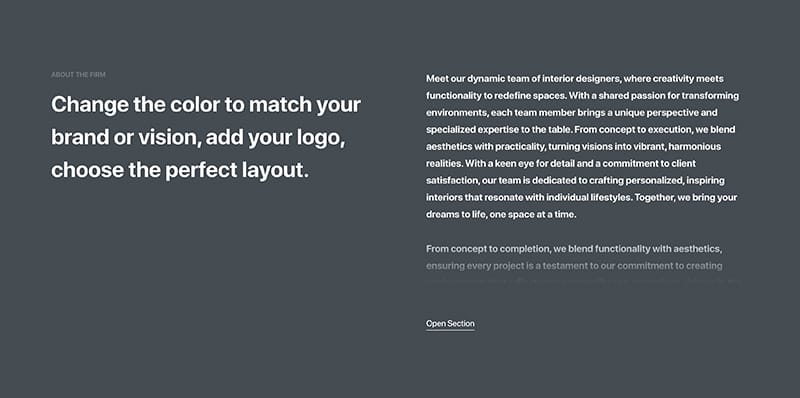 ABOUT THE FIRM
Change the color to match your
brand or vision, add your logo,
choose the perfect layout.
Meet our dynamic team of interior designers, where creativity meets
functionality to redefine spaces. With a shared passion for transforming
environments, each team member brings a unique perspective and
specialized expertise to the table. From concept to execution, we blend
aesthetics with practicality, turning visions into vibrant, harmonious
realities. With a keen eye for detail and a commitment to client
satisfaction, our team is dedicated to crafting personalized, inspiring
interiors that resonate with individual lifestyles. Together, we bring your
dreams to life, one space at a time.
From concept to completion, we blend functionality with aesthetics,
ensuring every project is a testament to our commitment to creating
Open Section